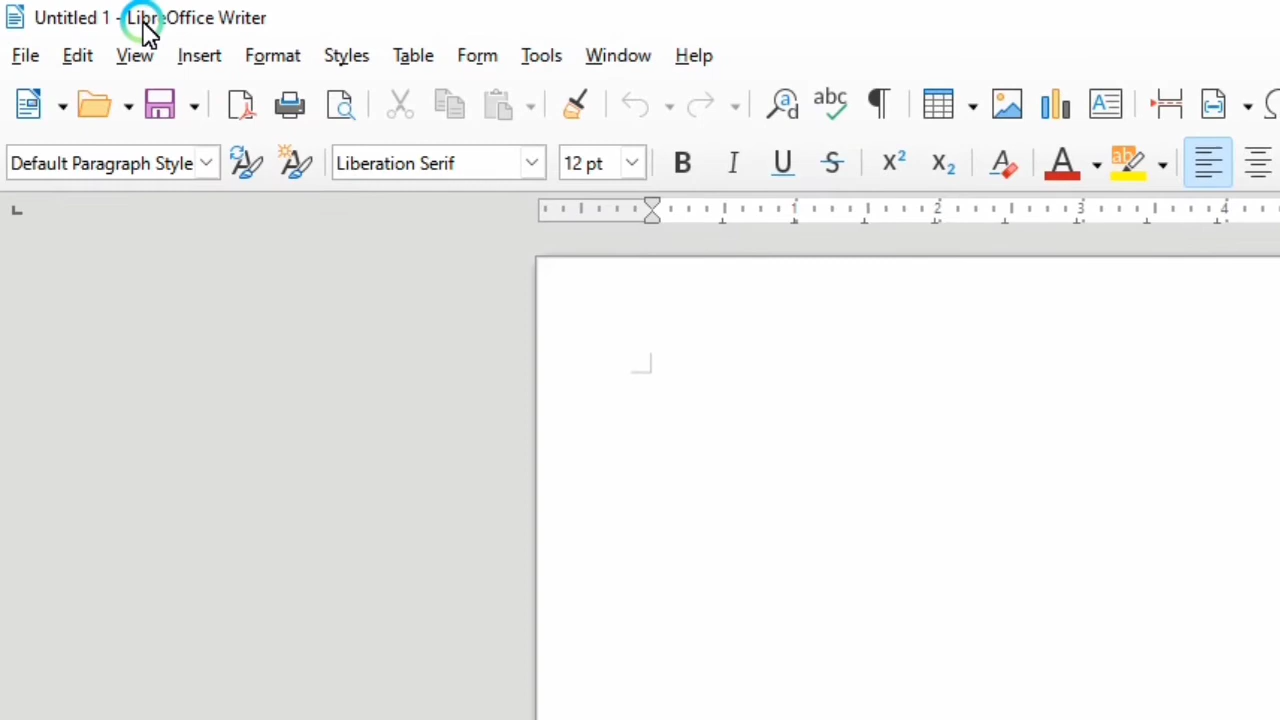 Untitled 1 - LibreOffice Writer
File Edit View Insert Format Styles Table Form Tools Window Help
abc
Default Paragraph Style Liberation Serif 12 pt B I U S X² X₂ A A ab
1 2 3 4